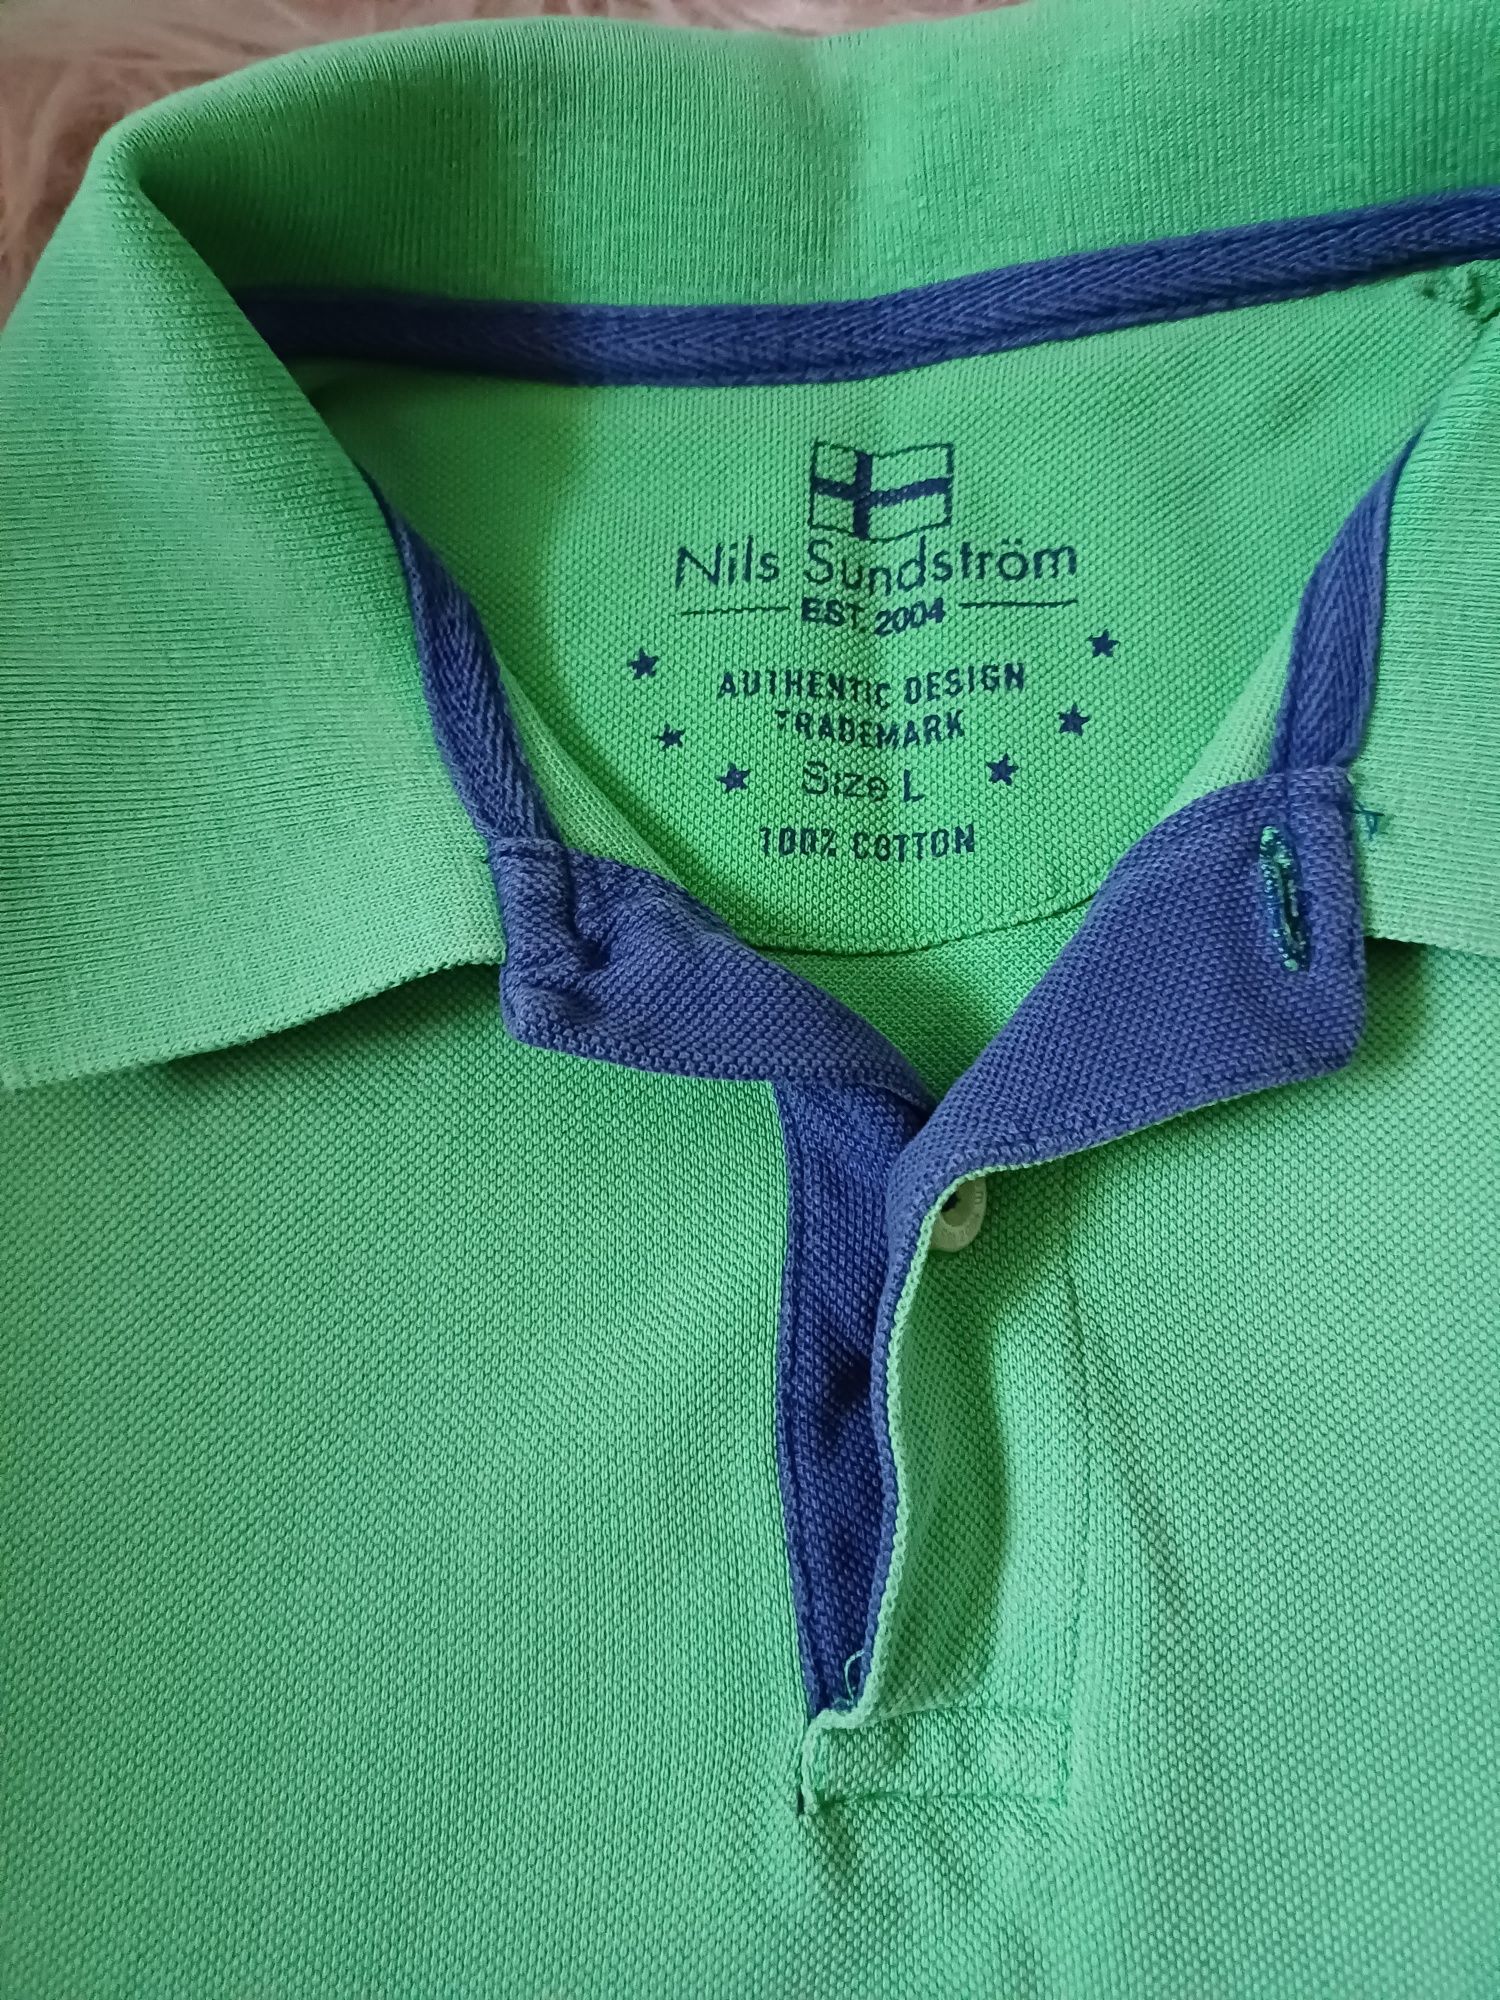 Nils Sundström
EST. 2004
AUTHENTIC DESIGN
TRADEMARK
Size L
100% COTTON